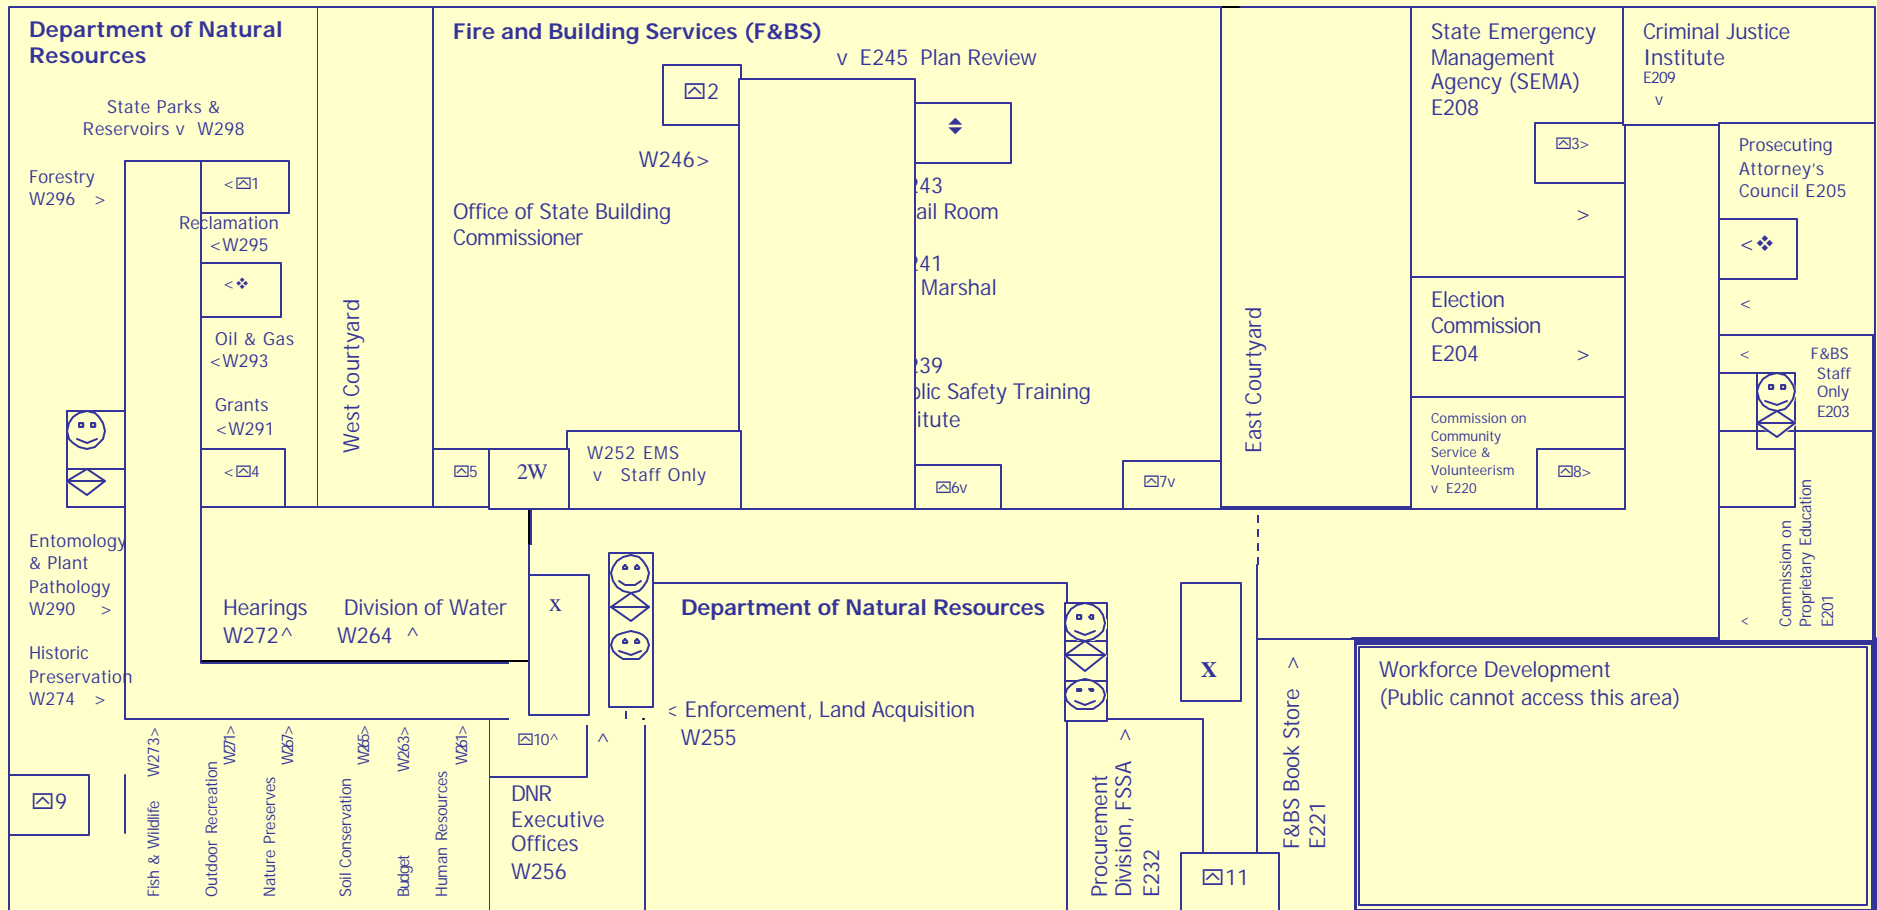 Department of Natural
Resources
State Parks &
Reservoirs v W298
Forestry
W296 >
<1
Reclamation
<W295
<❖
Oil & Gas
<W293
Grants
<W291
<4
Entomology
& Plant
Pathology
W290 >
Historic
Preservation
W274 >
9
West Courtyard
Fire and Building Services (F&BS)
v E245 Plan Review
2
W246>
Office of State Building
Commissioner
243
ail Room
241
Marshal
239
blic Safety Training
itute
5
2W
W252 EMS
v Staff Only
6v
7v
East Courtyard
State Emergency
Management
Agency (SEMA)
E208
3>
>
Election
Commission
E204 >
Commission on
Community
Service &
Volunteerism
v E220
8>
Criminal Justice
Institute
E209
v
Prosecuting
Attorney's
Council E205
<❖
<
< F&BS
Staff
Only
E203
Commission on
Proprietary Education
E201
<
Hearings
W272^
Division of Water
W264 ^
x
Department of Natural Resources
< Enforcement, Land Acquisition
W255
x
Fish & Wildlife W273>
Outdoor Recreation W271>
Nature Preserves W267>
Soil Conservation W265>
Budget W263>
Human Resources W261>
10^
^
DNR
Executive
Offices
W256
Procurement
Division, FSSA ^
E232
11
F&BS Book Store ^
E221
Workforce Development
(Public cannot access this area)